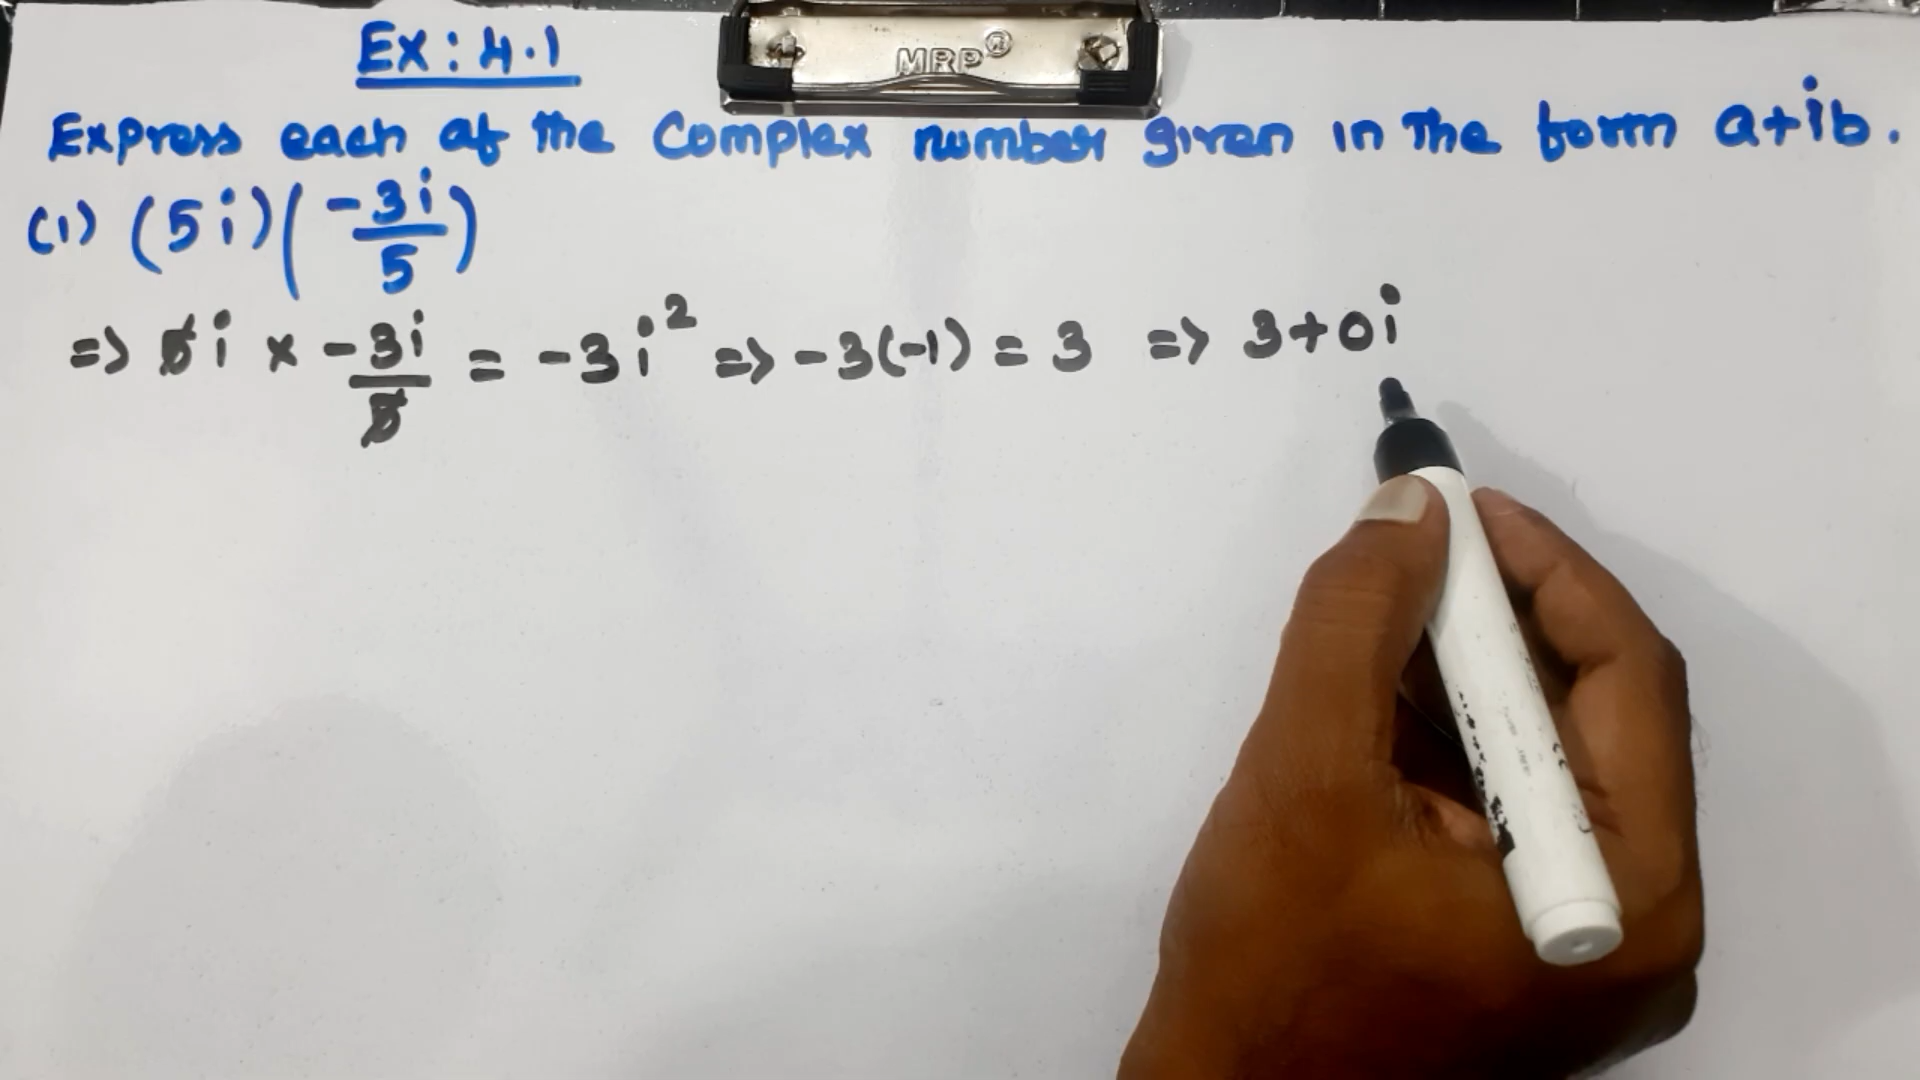 MRP®
Ex: 4.1
Express each of the complex number given in the form a+ib.
(1) (5i)(-3i/5)
=> 5i × -3i/5 = -3i² => -3(-1) = 3 => 3+0i